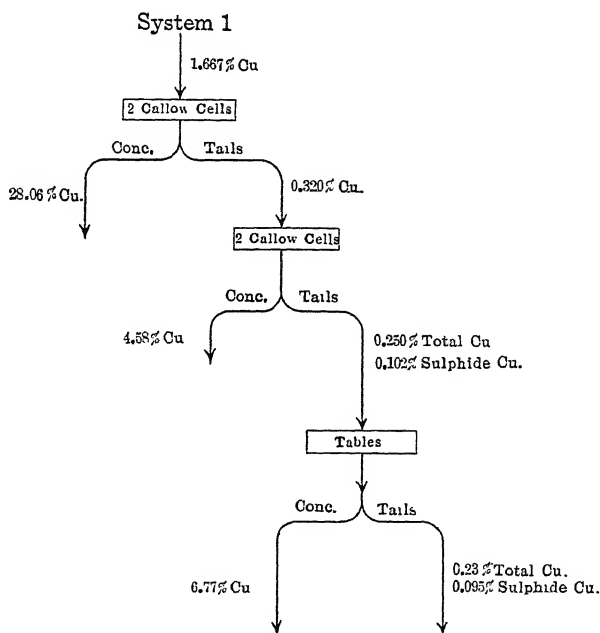 System 1
1.667% Cu
2 Callow Cells
Conc. Tails
28.06% Cu.
0.320% Cu.
2 Callow Cells
Conc. Tails
4.58% Cu
0.250% Total Cu
0.102% Sulphide Cu.
Tables
Conc. Tails
6.77% Cu
0.23% Total Cu.
0.095% Sulphide Cu.